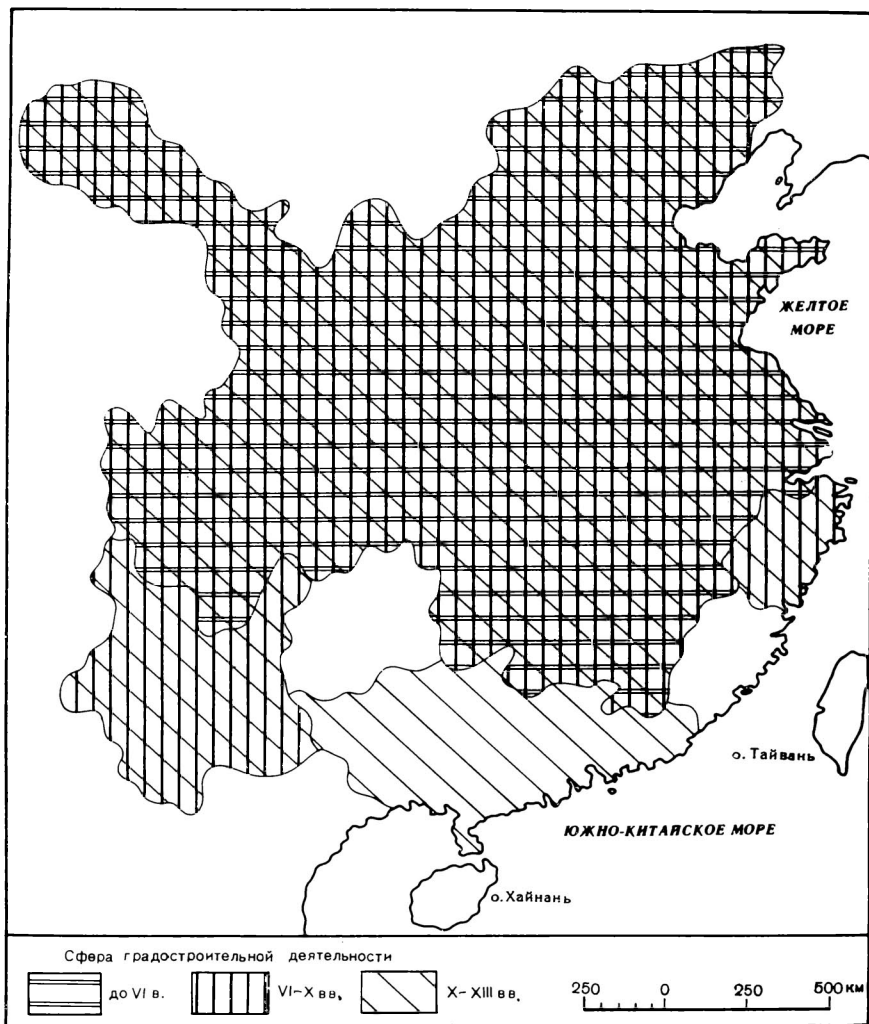 ЖЕЛТОЕ
МОРЕ
о. Тайвань
ЮЖНО-КИТАЙСКОЕ МОРЕ
о. Хайнань
Сфера градостроительной деятельности
до VI в.
VI–X вв.
X–XIII вв.
250 0 250 500 км